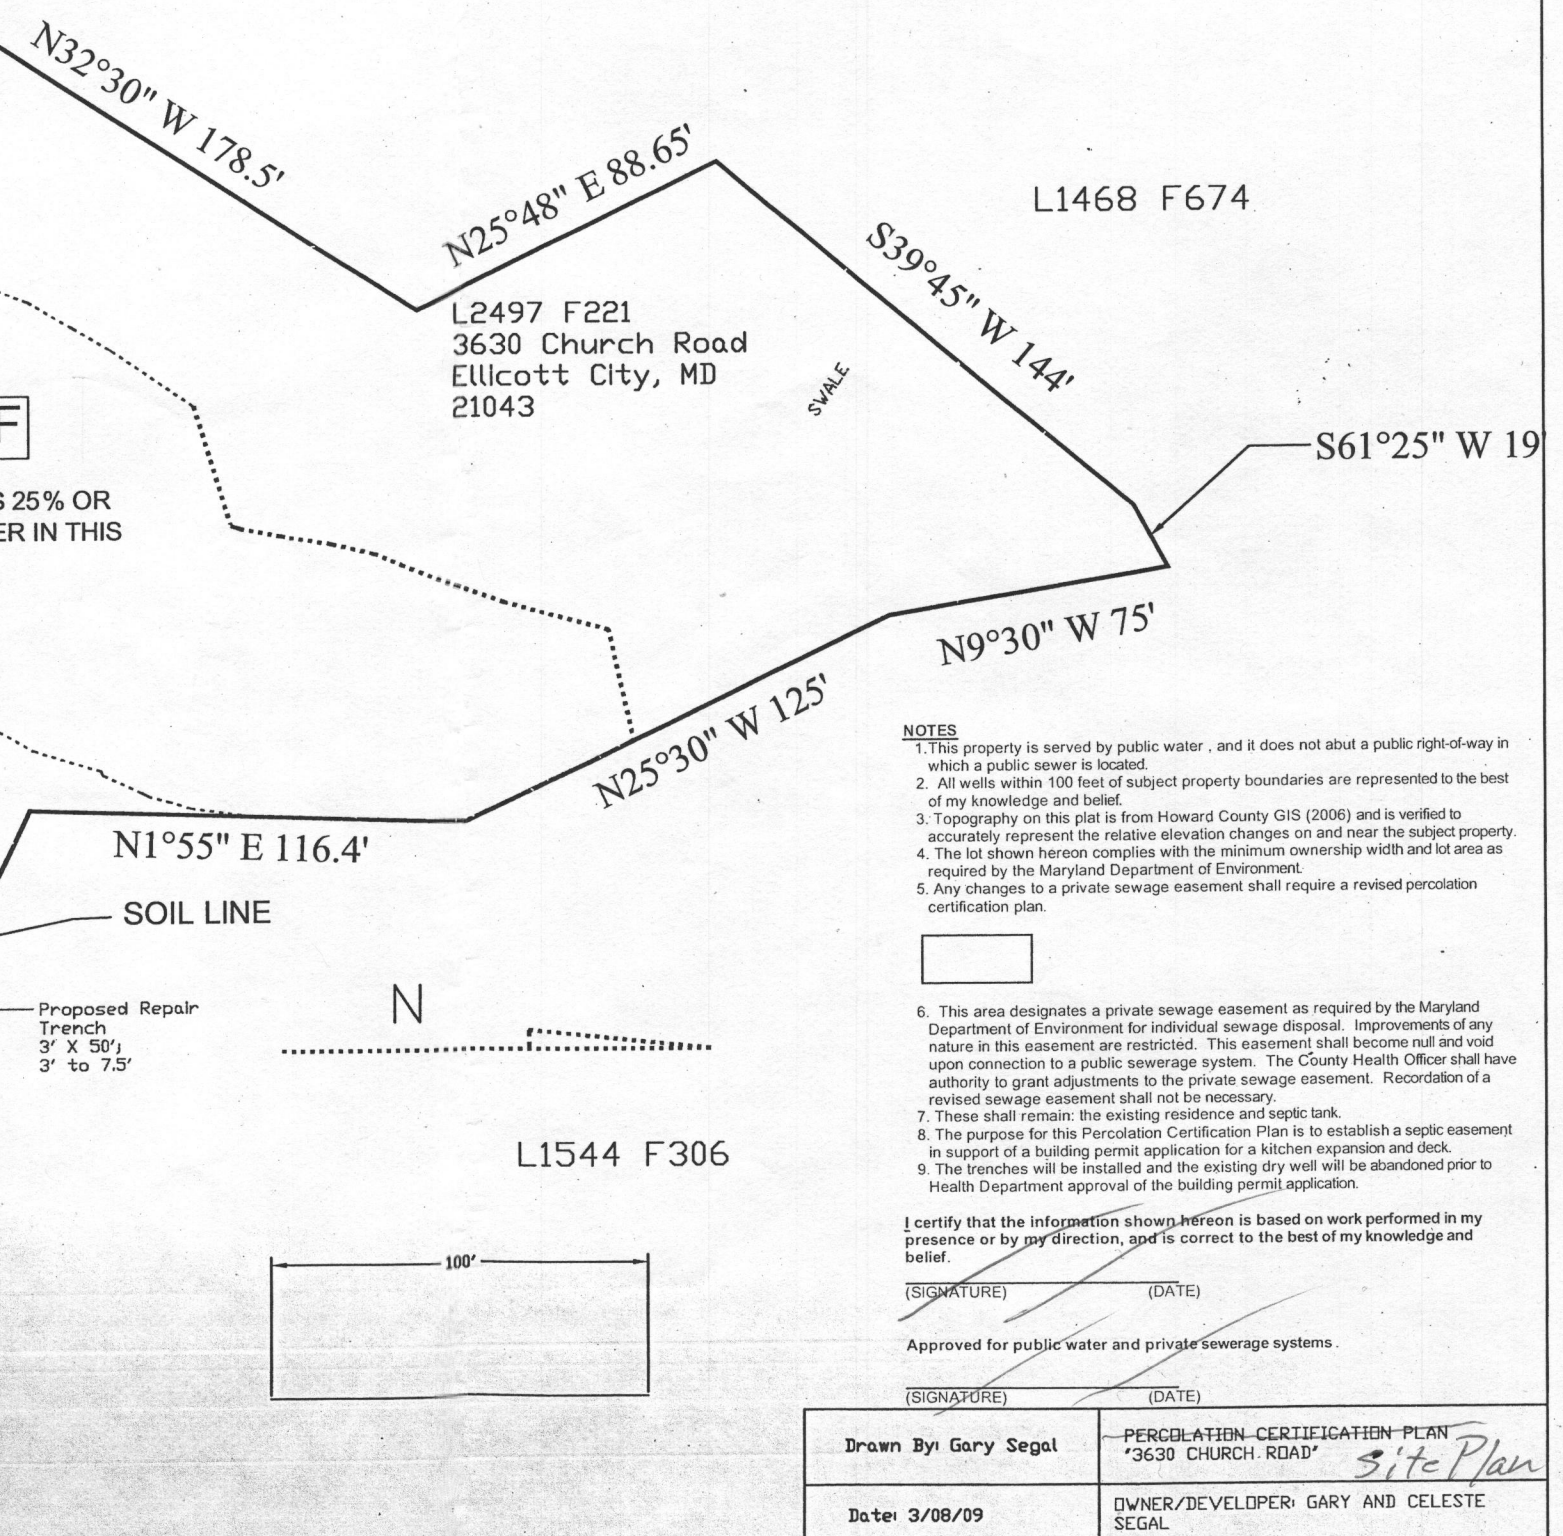 N32°30" W 178.5'
N25°48" E 88.65'
L1468 F674
S39°45" W 144'
L2497 F221
3630 Church Road
Ellicott City, MD
21043
SWALE
S61°25" W 19'
F
S 25% OR
ER IN THIS
N9°30" W 75'
N25°30" W 125'
N1°55" E 116.4'
SOIL LINE
Proposed Repair
Trench
3' X 50';
3' to 7.5'
N
L1544 F306
100'
NOTES
1.This property is served by public water , and it does not abut a public right-of-way in
which a public sewer is located.
2. All wells within 100 feet of subject property boundaries are represented to the best
of my knowledge and belief.
3. Topography on this plat is from Howard County GIS (2006) and is verified to
accurately represent the relative elevation changes on and near the subject property.
4. The lot shown hereon complies with the minimum ownership width and lot area as
required by the Maryland Department of Environment.
5. Any changes to a private sewage easement shall require a revised percolation
certification plan.
6. This area designates a private sewage easement as required by the Maryland
Department of Environment for individual sewage disposal. Improvements of any
nature in this easement are restricted. This easement shall become null and void
upon connection to a public sewerage system. The County Health Officer shall have
authority to grant adjustments to the private sewage easement. Recordation of a
revised sewage easement shall not be necessary.
7. These shall remain: the existing residence and septic tank.
8. The purpose for this Percolation Certification Plan is to establish a septic easement
in support of a building permit application for a kitchen expansion and deck.
9. The trenches will be installed and the existing dry well will be abandoned prior to
Health Department approval of the building permit application.
I certify that the information shown hereon is based on work performed in my
presence or by my direction, and is correct to the best of my knowledge and
belief.
(SIGNATURE) (DATE)
Approved for public water and private sewerage systems.
(SIGNATURE) (DATE)
Drawn By: Gary Segal
PERCOLATION CERTIFICATION PLAN
"3630 CHURCH ROAD"
Site Plan
Date: 3/08/09
OWNER/DEVELOPER: GARY AND CELESTE
SEGAL